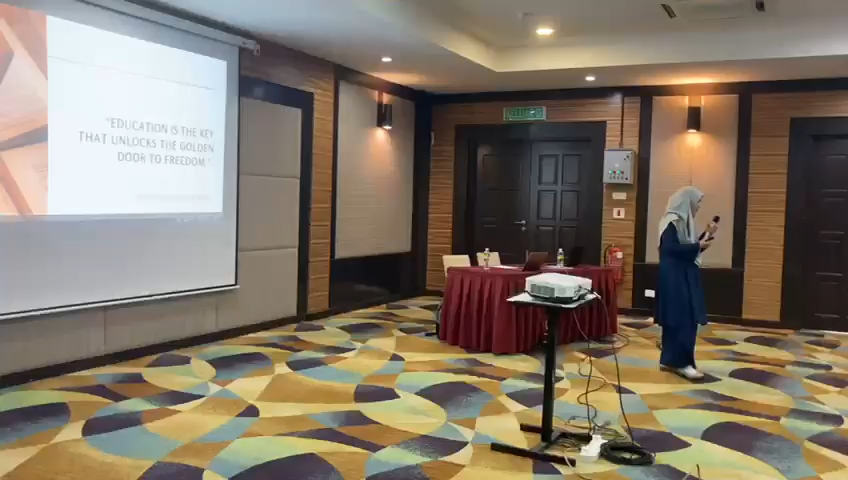 "EDUCATION IS THE KEY
THAT UNLOCKS THE GOLDEN
DOOR TO FREEDOM."